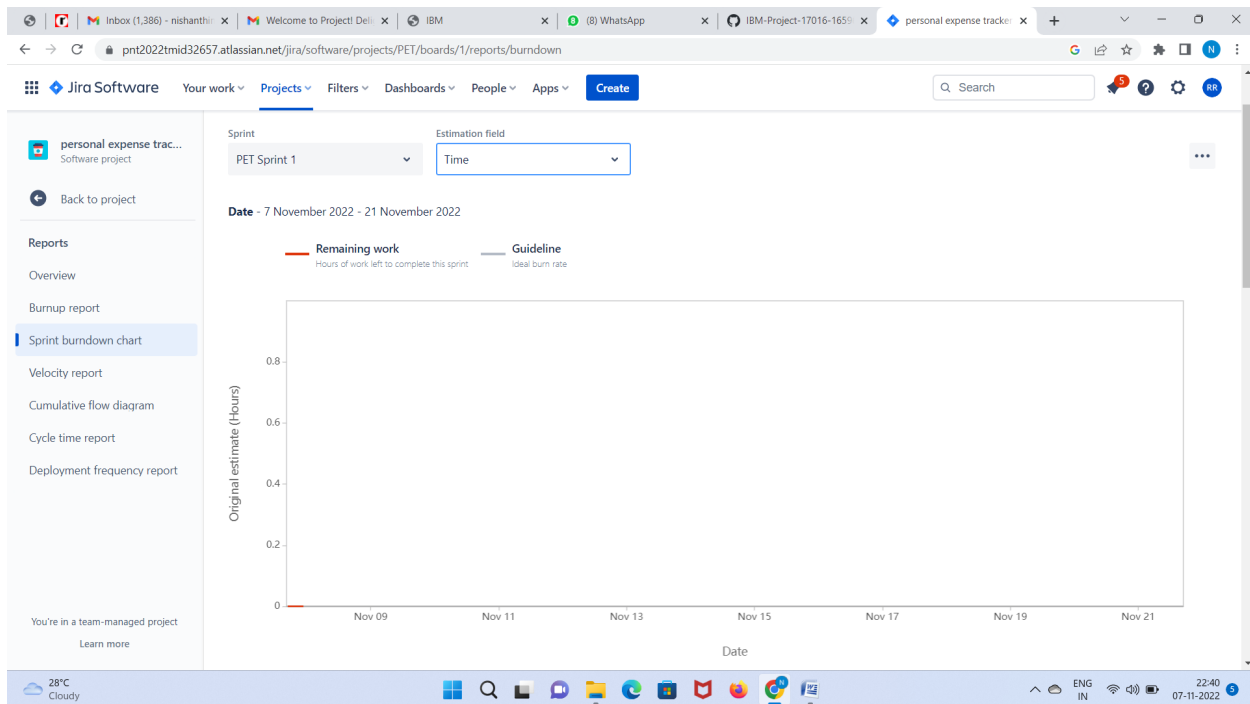 Inbox (1,386) - nishanthin
Welcome to Project! Deli
IBM
(8) WhatsApp
IBM-Project-17016-1659
personal expense tracker
pnt2022tmid32657.atlassian.net/jira/software/projects/PET/boards/1/reports/burndown
G
N
Jira Software
Your work
Projects
Filters
Dashboards
People
Apps
Create
Search
5
RR
personal expense trac...
Software project
Back to project
Reports
Overview
Burnup report
Sprint burndown chart
Velocity report
Cumulative flow diagram
Cycle time report
Deployment frequency report
You're in a team-managed project
Learn more
Sprint
Estimation field
PET Sprint 1
Time
Date - 7 November 2022 - 21 November 2022
Remaining work
Hours of work left to complete this sprint
Guideline
Ideal burn rate
Original estimate (Hours)
0.8
0.6
0.4
0.2
0
Nov 09
Nov 11
Nov 13
Nov 15
Nov 17
Nov 19
Nov 21
Date
28°C
Cloudy
ENG
IN
22:40
07-11-2022
5